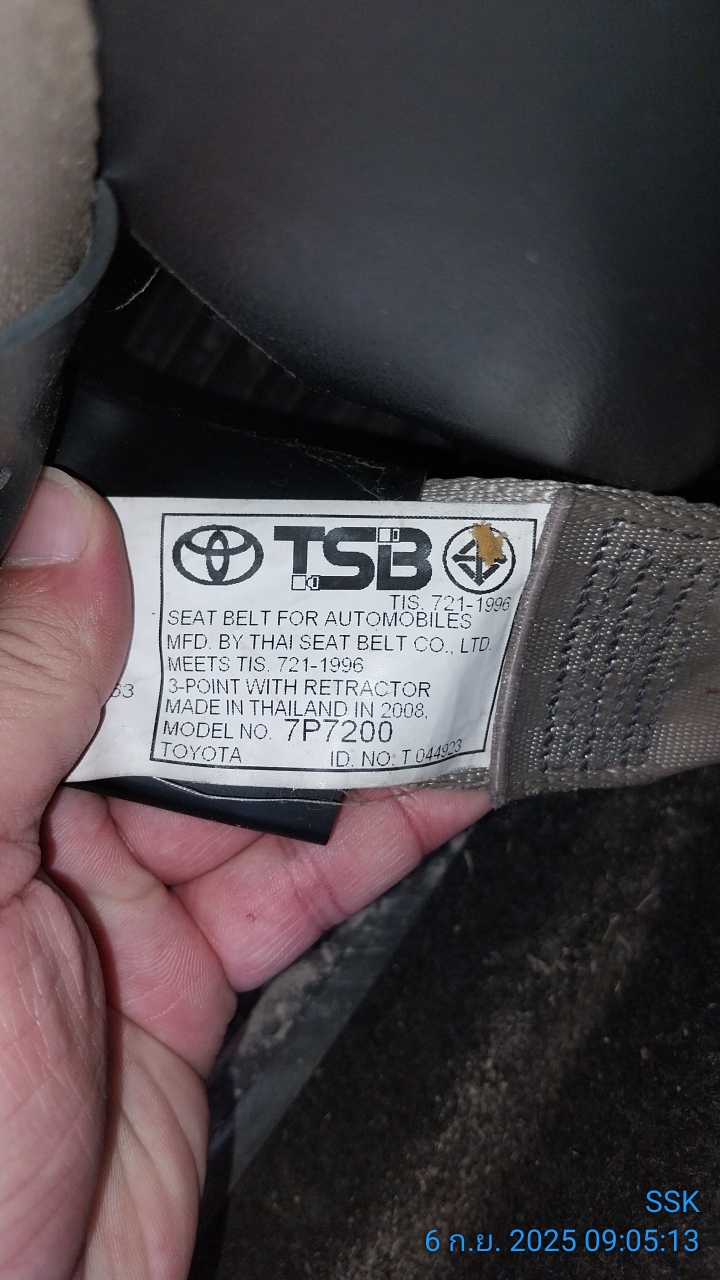 TSB
TIS. 721-1996
SEAT BELT FOR AUTOMOBILES
MFD. BY THAI SEAT BELT CO., LTD.
MEETS TIS. 721-1996
3-POINT WITH RETRACTOR
MADE IN THAILAND IN 2008,
MODEL NO. 7P7200
TOYOTA ID. NO: T 044923
SSK
6 ก.ย. 2025 09:05:13